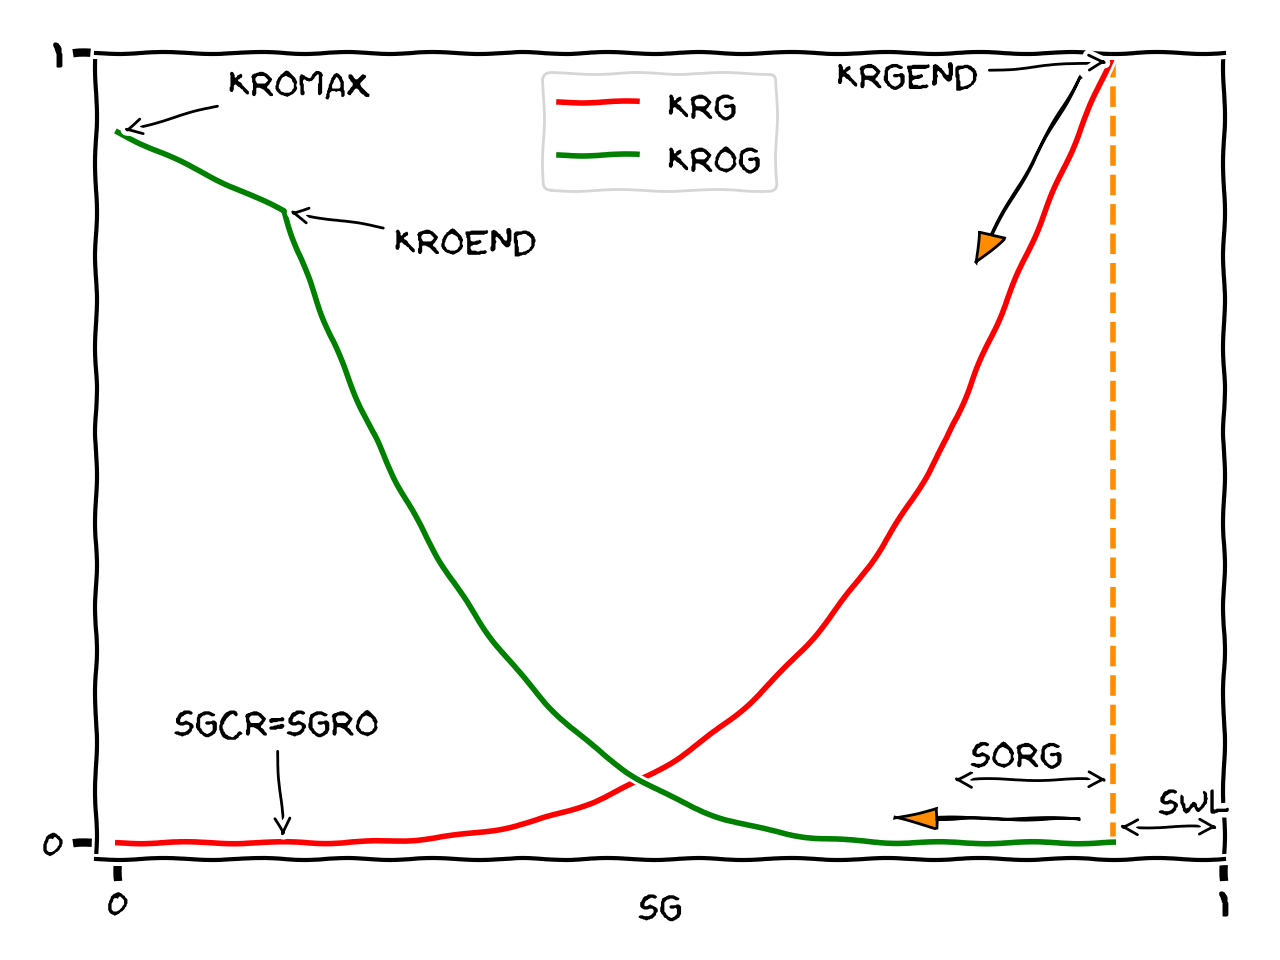 1
KROMAX
KRGEND
KRG
KROG
KROEND
SGCR=SGRO
SORG
SWL
0
0
SG
1